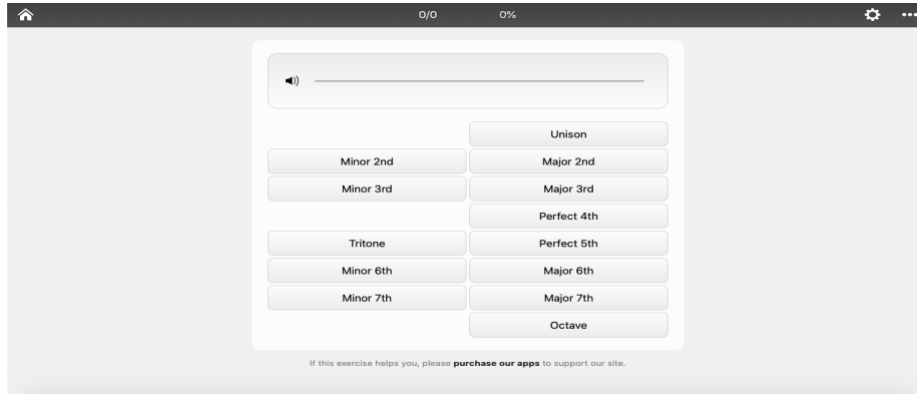 0/0 0%
Unison
Minor 2nd Major 2nd
Minor 3rd Major 3rd
Perfect 4th
Tritone Perfect 5th
Minor 6th Major 6th
Minor 7th Major 7th
Octave
If this exercise helps you, please purchase our apps to support our site.